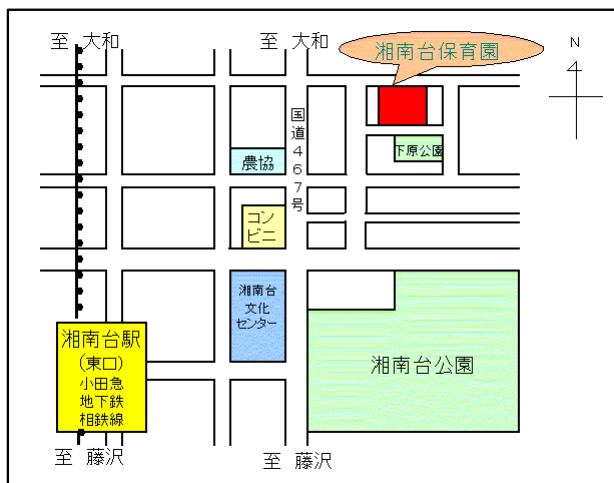 至 大和
至 大和
湘南台保育園
N
国道467号
下原公園
農協
コン
ビニ
湘南台
文化
センター
湘南台駅
(東口)
小田急
地下鉄
相鉄線
湘南台公園
至 藤沢
至 藤沢